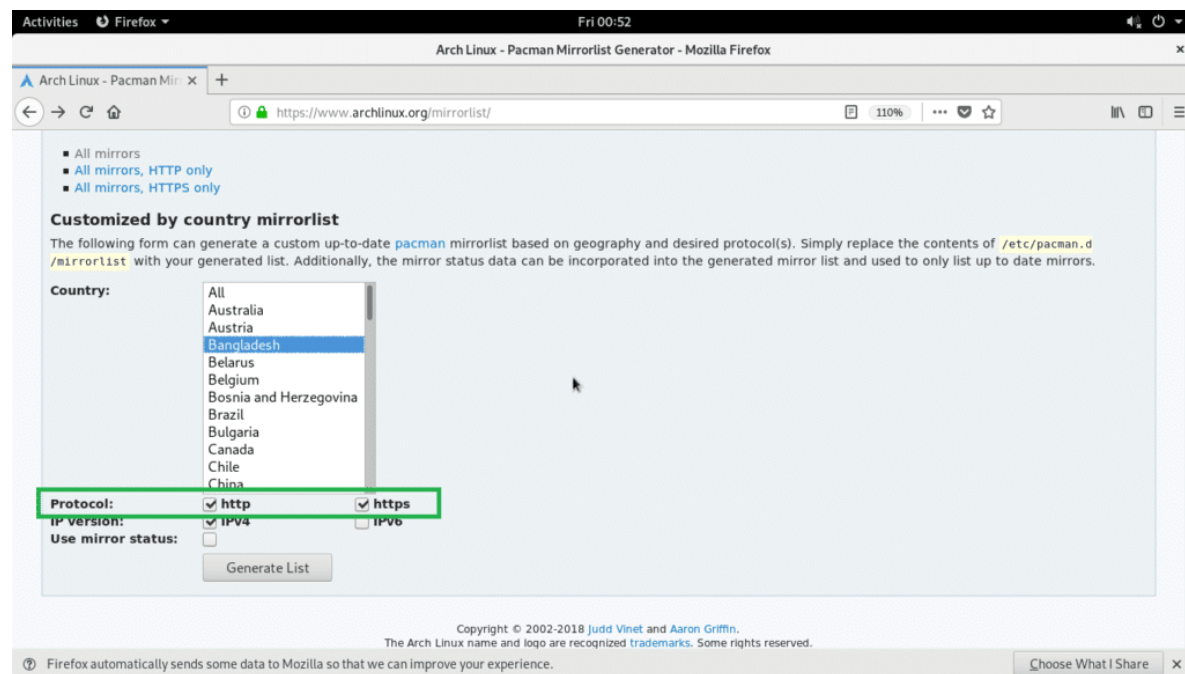 Activities Firefox Fri 00:52
Arch Linux - Pacman Mirrorlist Generator - Mozilla Firefox
Arch Linux - Pacman Mir
https://www.archlinux.org/mirrorlist/ 110%
All mirrors
All mirrors, HTTP only
All mirrors, HTTPS only
Customized by country mirrorlist
The following form can generate a custom up-to-date pacman mirrorlist based on geography and desired protocol(s). Simply replace the contents of /etc/pacman.d
/mirrorlist with your generated list. Additionally, the mirror status data can be incorporated into the generated mirror list and used to only list up to date mirrors.
Country:
All
Australia
Austria
Bangladesh
Belarus
Belgium
Bosnia and Herzegovina
Brazil
Bulgaria
Canada
Chile
China
Protocol: http https
IP Version: IPv4 IPv6
Use mirror status:
Generate List
Copyright © 2002-2018 Judd Vinet and Aaron Griffin.
The Arch Linux name and logo are recognized trademarks. Some rights reserved.
Firefox automatically sends some data to Mozilla so that we can improve your experience. Choose What I Share